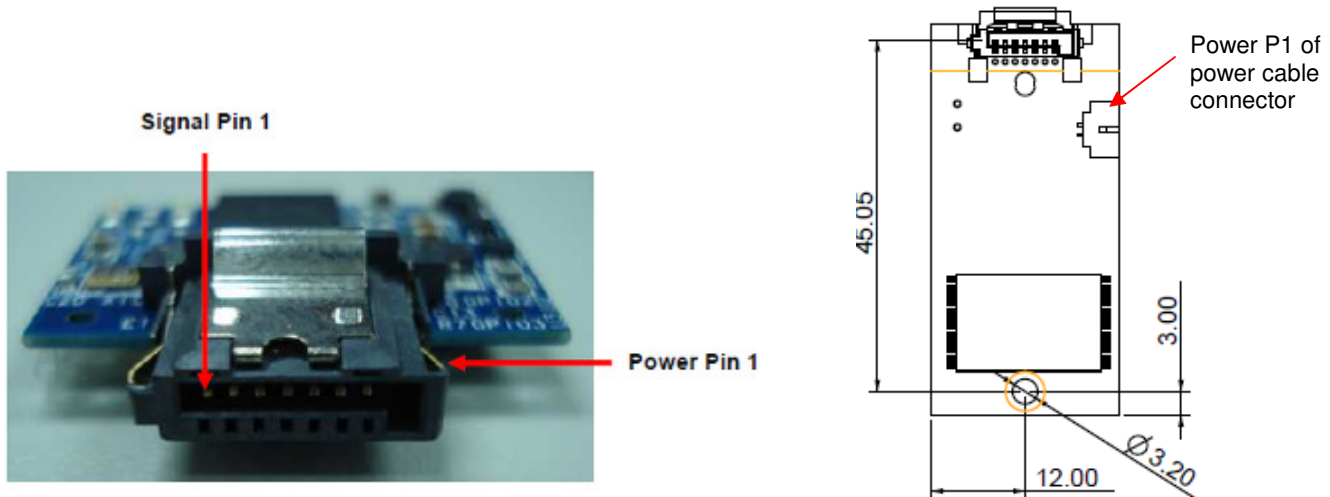 Signal Pin 1
Power Pin 1
Power P1 of
power cable
connector
45.05
3.00
Ø3.20
12.00